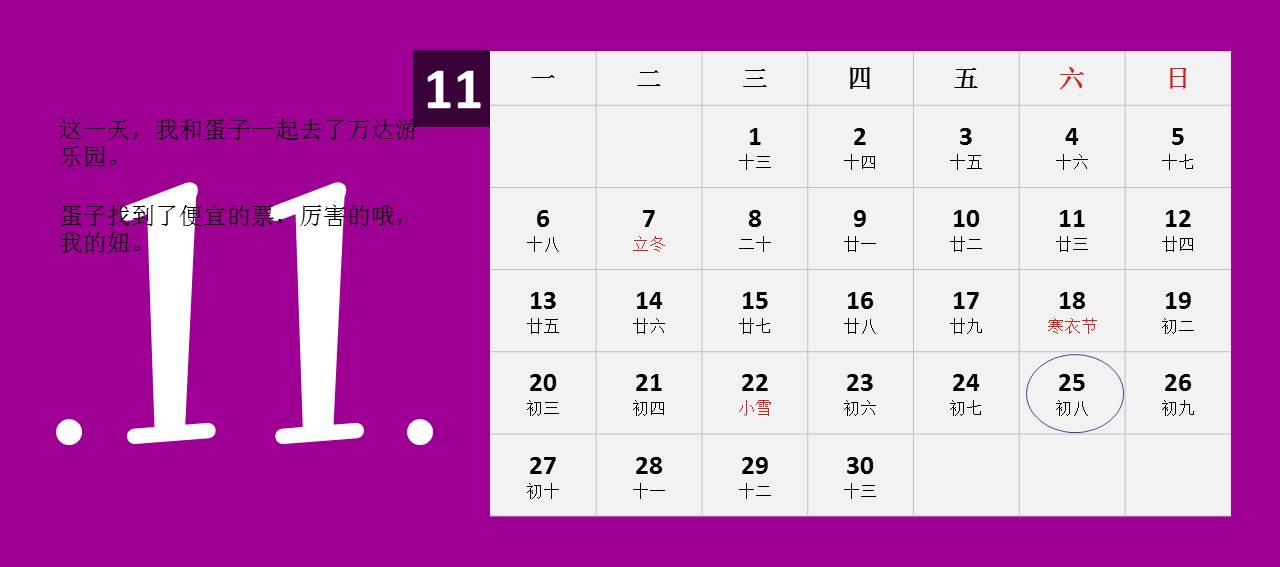 11
这一天，我和蛋子一起去了万达游
乐园。
蛋子找到了便宜的票，厉害的哦，
我的妞。
.11.
一 二 三 四 五 六 日
1 2 3 4 5
十三 十四 十五 十六 十七
6 7 8 9 10 11 12
十八 立冬 二十 廿一 廿二 廿三 廿四
13 14 15 16 17 18 19
廿五 廿六 廿七 廿八 廿九 寒衣节 初二
20 21 22 23 24 25 26
初三 初四 小雪 初六 初七 初八 初九
27 28 29 30
初十 十一 十二 十三